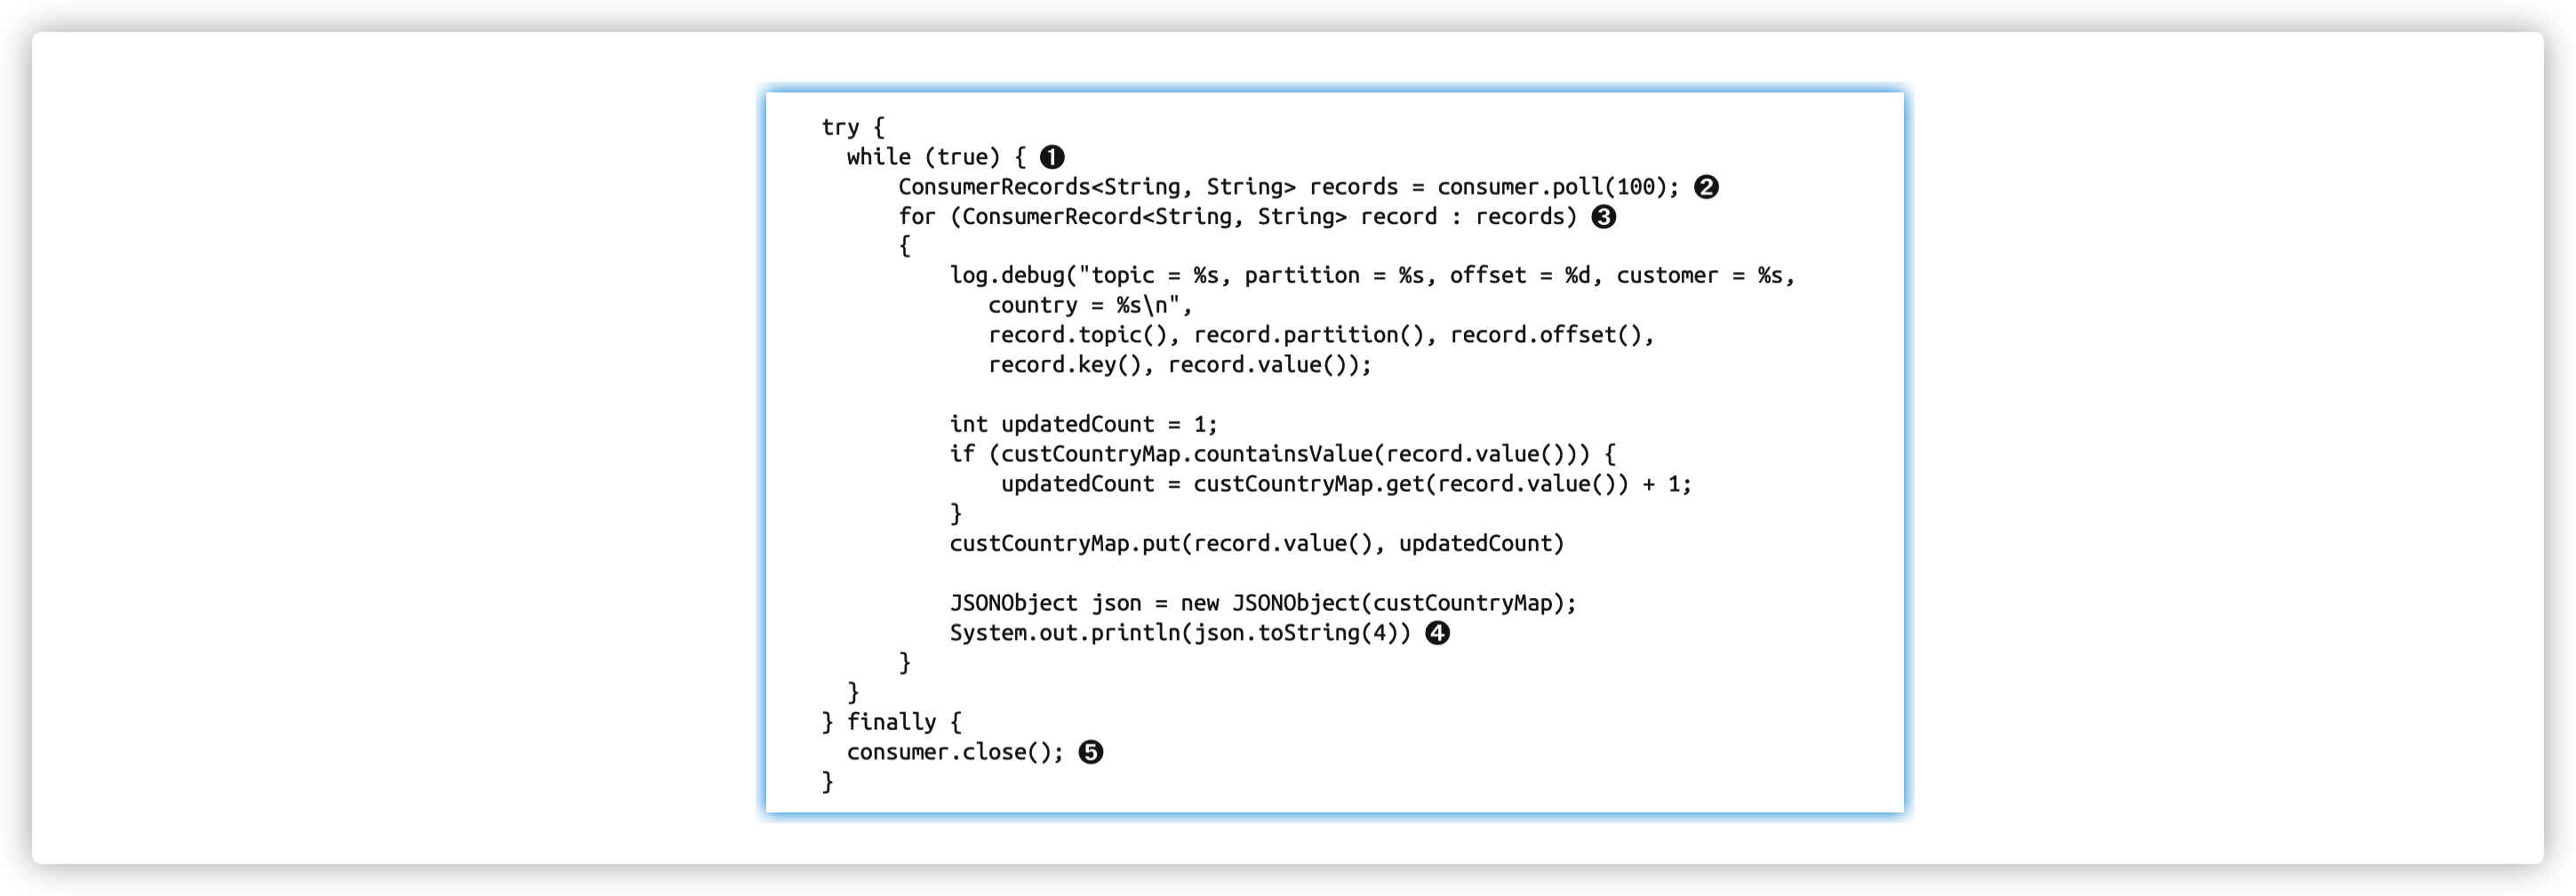 try {
  while (true) { ❶
      ConsumerRecords<String, String> records = consumer.poll(100); ❷
      for (ConsumerRecord<String, String> record : records) ❸
      {
          log.debug("topic = %s, partition = %s, offset = %d, customer = %s,
             country = %s\n",
             record.topic(), record.partition(), record.offset(),
             record.key(), record.value());

          int updatedCount = 1;
          if (custCountryMap.countainsValue(record.value())) {
              updatedCount = custCountryMap.get(record.value()) + 1;
          }
          custCountryMap.put(record.value(), updatedCount)

          JSONObject json = new JSONObject(custCountryMap);
          System.out.println(json.toString(4)) ❹
      }
  }
} finally {
  consumer.close(); ❺
}